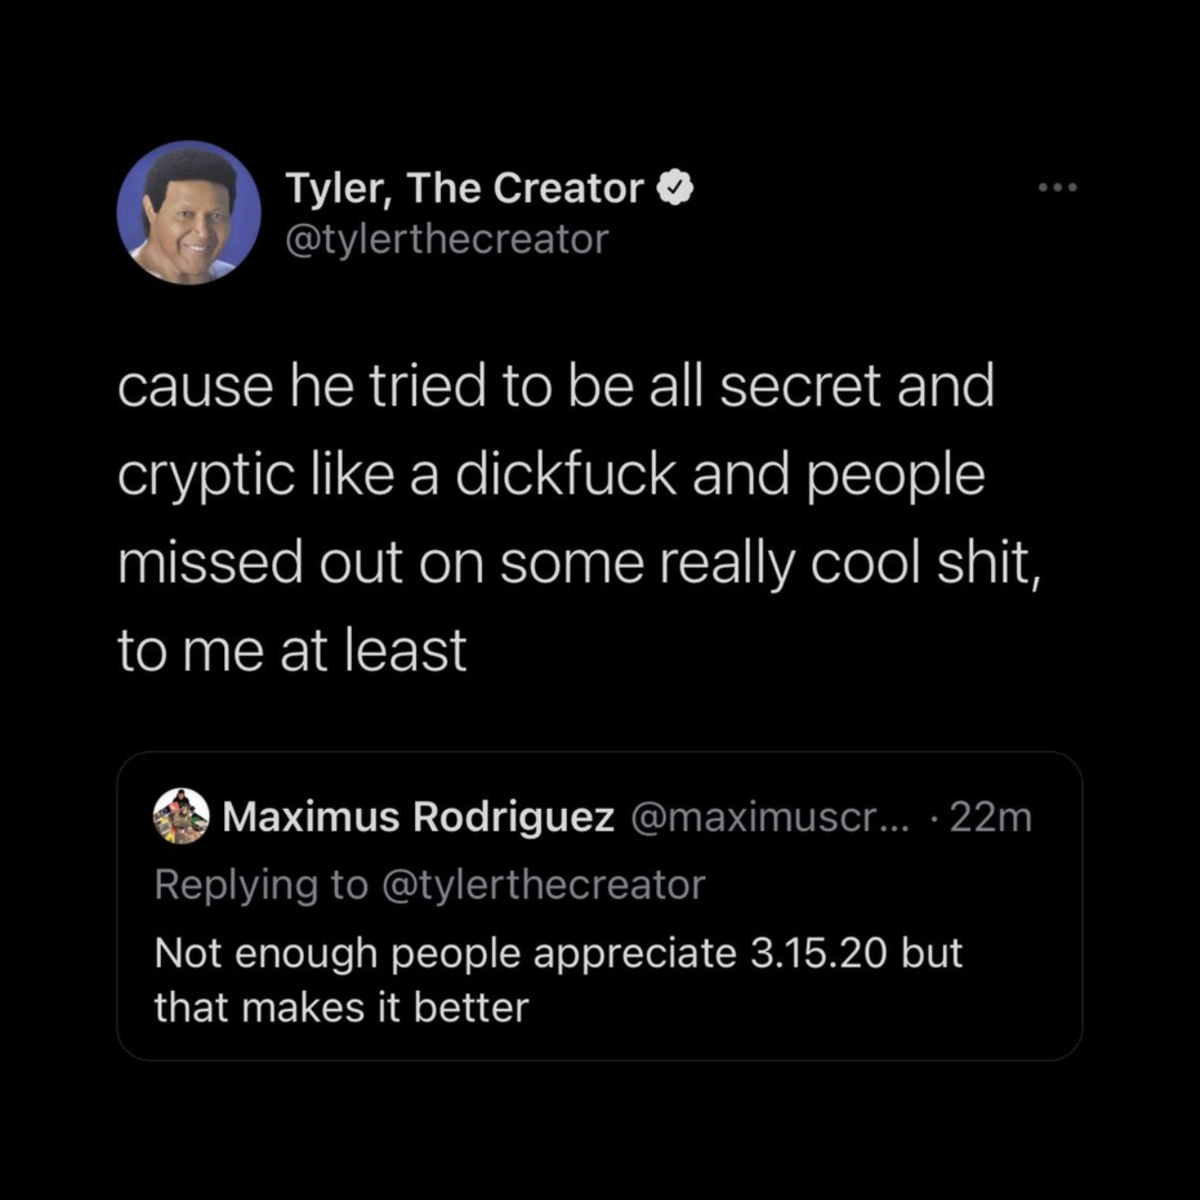 Tyler, The Creator
@tylerthecreator
cause he tried to be all secret and
cryptic like a dickfuck and people
missed out on some really cool shit,
to me at least
Maximus Rodriguez @maximuscr... · 22m
Replying to @tylerthecreator
Not enough people appreciate 3.15.20 but
that makes it better